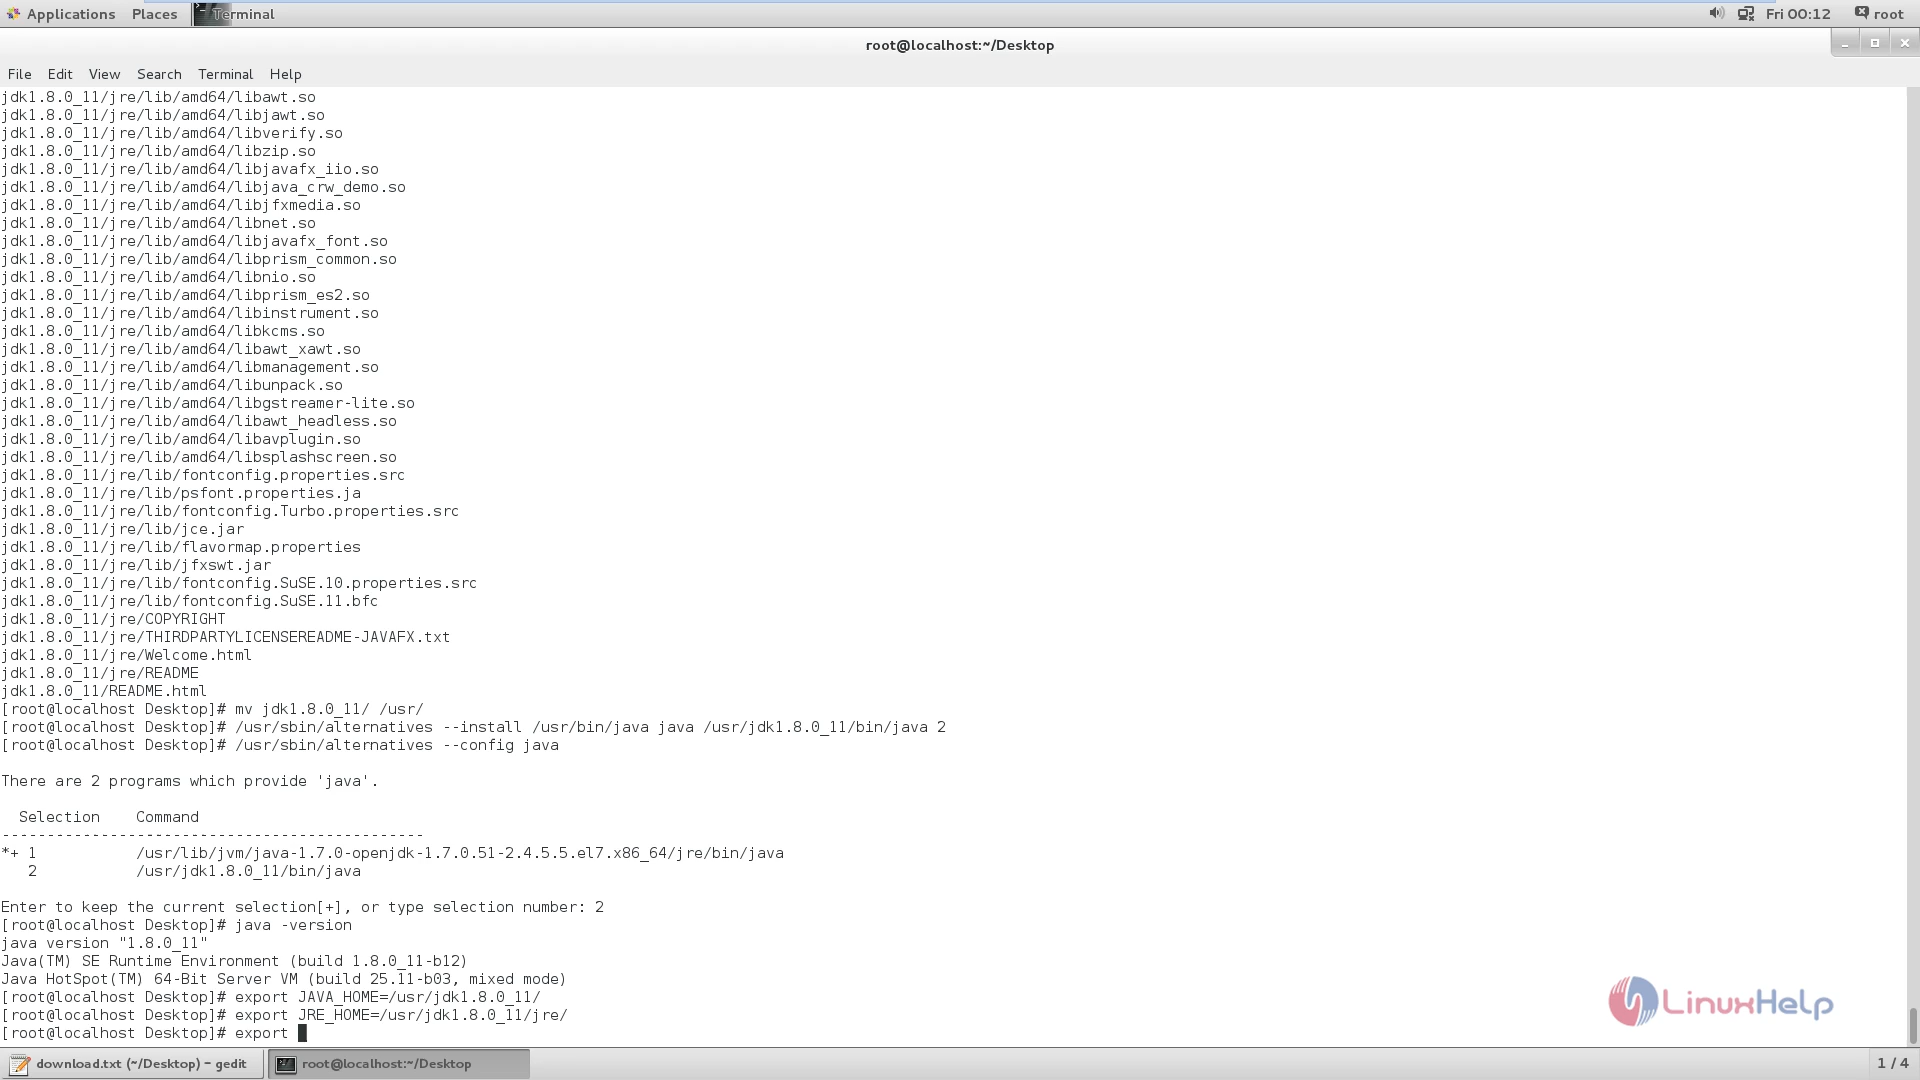 Applications Places Terminal Fri 00:12 root
root@localhost:~/Desktop
File Edit View Search Terminal Help
jdk1.8.0_11/jre/lib/amd64/libawt.so
jdk1.8.0_11/jre/lib/amd64/libjawt.so
jdk1.8.0_11/jre/lib/amd64/libverify.so
jdk1.8.0_11/jre/lib/amd64/libzip.so
jdk1.8.0_11/jre/lib/amd64/libjavafx_iio.so
jdk1.8.0_11/jre/lib/amd64/libjava_crw_demo.so
jdk1.8.0_11/jre/lib/amd64/libjfxmedia.so
jdk1.8.0_11/jre/lib/amd64/libnet.so
jdk1.8.0_11/jre/lib/amd64/libjavafx_font.so
jdk1.8.0_11/jre/lib/amd64/libprism_common.so
jdk1.8.0_11/jre/lib/amd64/libnio.so
jdk1.8.0_11/jre/lib/amd64/libprism_es2.so
jdk1.8.0_11/jre/lib/amd64/libinstrument.so
jdk1.8.0_11/jre/lib/amd64/libkcms.so
jdk1.8.0_11/jre/lib/amd64/libawt_xawt.so
jdk1.8.0_11/jre/lib/amd64/libmanagement.so
jdk1.8.0_11/jre/lib/amd64/libunpack.so
jdk1.8.0_11/jre/lib/amd64/libgstreamer-lite.so
jdk1.8.0_11/jre/lib/amd64/libawt_headless.so
jdk1.8.0_11/jre/lib/amd64/libavplugin.so
jdk1.8.0_11/jre/lib/amd64/libsplashscreen.so
jdk1.8.0_11/jre/lib/fontconfig.properties.src
jdk1.8.0_11/jre/lib/psfont.properties.ja
jdk1.8.0_11/jre/lib/fontconfig.Turbo.properties.src
jdk1.8.0_11/jre/lib/jce.jar
jdk1.8.0_11/jre/lib/flavormap.properties
jdk1.8.0_11/jre/lib/jfxswt.jar
jdk1.8.0_11/jre/lib/fontconfig.SuSE.10.properties.src
jdk1.8.0_11/jre/lib/fontconfig.SuSE.11.bfc
jdk1.8.0_11/jre/COPYRIGHT
jdk1.8.0_11/jre/THIRDPARTYLICENSEREADME-JAVAFX.txt
jdk1.8.0_11/jre/Welcome.html
jdk1.8.0_11/jre/README
jdk1.8.0_11/README.html
[root@localhost Desktop]# mv jdk1.8.0_11/ /usr/
[root@localhost Desktop]# /usr/sbin/alternatives --install /usr/bin/java java /usr/jdk1.8.0_11/bin/java 2
[root@localhost Desktop]# /usr/sbin/alternatives --config java
There are 2 programs which provide 'java'.
Selection Command
-----------------------------------------------
*+ 1 /usr/lib/jvm/java-1.7.0-openjdk-1.7.0.51-2.4.5.5.el7.x86_64/jre/bin/java
2 /usr/jdk1.8.0_11/bin/java
Enter to keep the current selection[+], or type selection number: 2
[root@localhost Desktop]# java -version
java version "1.8.0_11"
Java(TM) SE Runtime Environment (build 1.8.0_11-b12)
Java HotSpot(TM) 64-Bit Server VM (build 25.11-b03, mixed mode)
[root@localhost Desktop]# export JAVA_HOME=/usr/jdk1.8.0_11/
[root@localhost Desktop]# export JRE_HOME=/usr/jdk1.8.0_11/jre/
[root@localhost Desktop]# export
LinuxHelp
download.txt (~/Desktop) - gedit root@localhost:~/Desktop 1 / 4